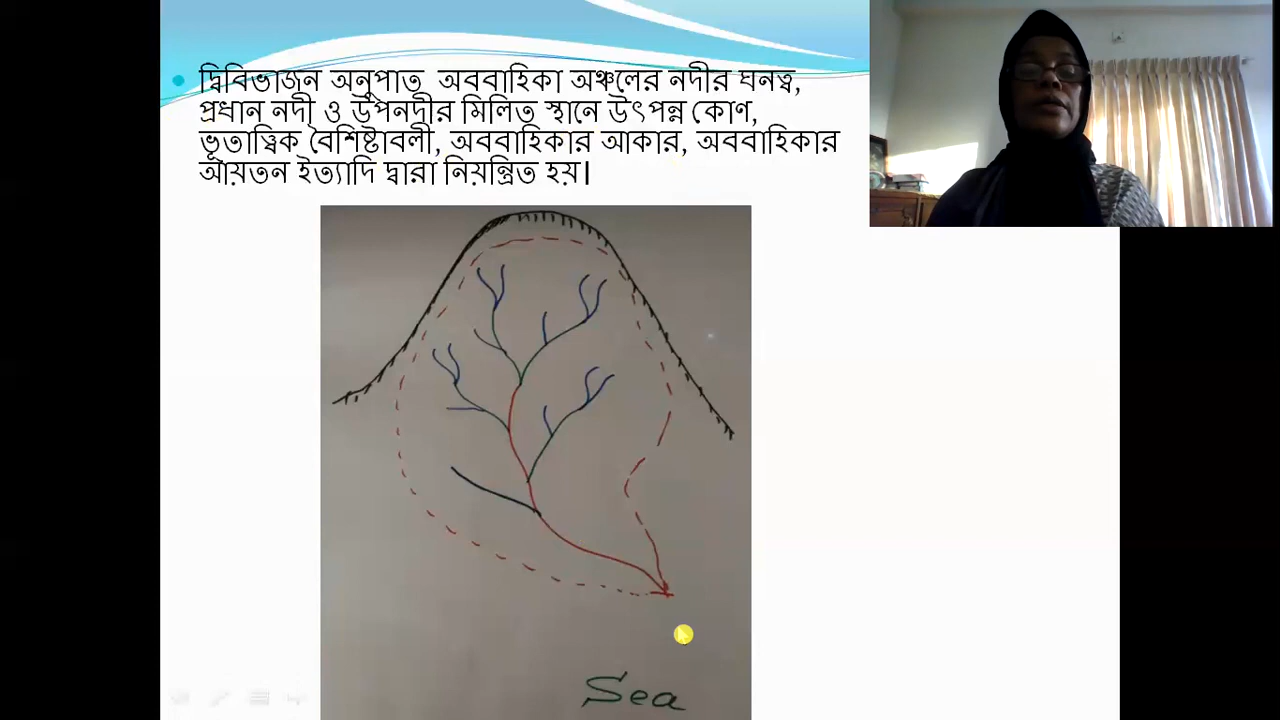 দ্বিবিভাজন অনুপাত অববাহিকা অঞ্চলের নদীর ঘনত্ব,
প্রধান নদী ও উপনদীর মিলিত স্থানে উৎপন্ন কোণ,
ভূতাত্ত্বিক বৈশিষ্টাবলী, অববাহিকার আকার, অববাহিকার
আয়তন ইত্যাদি দ্বারা নিয়ন্ত্রিত হয়।
Sea